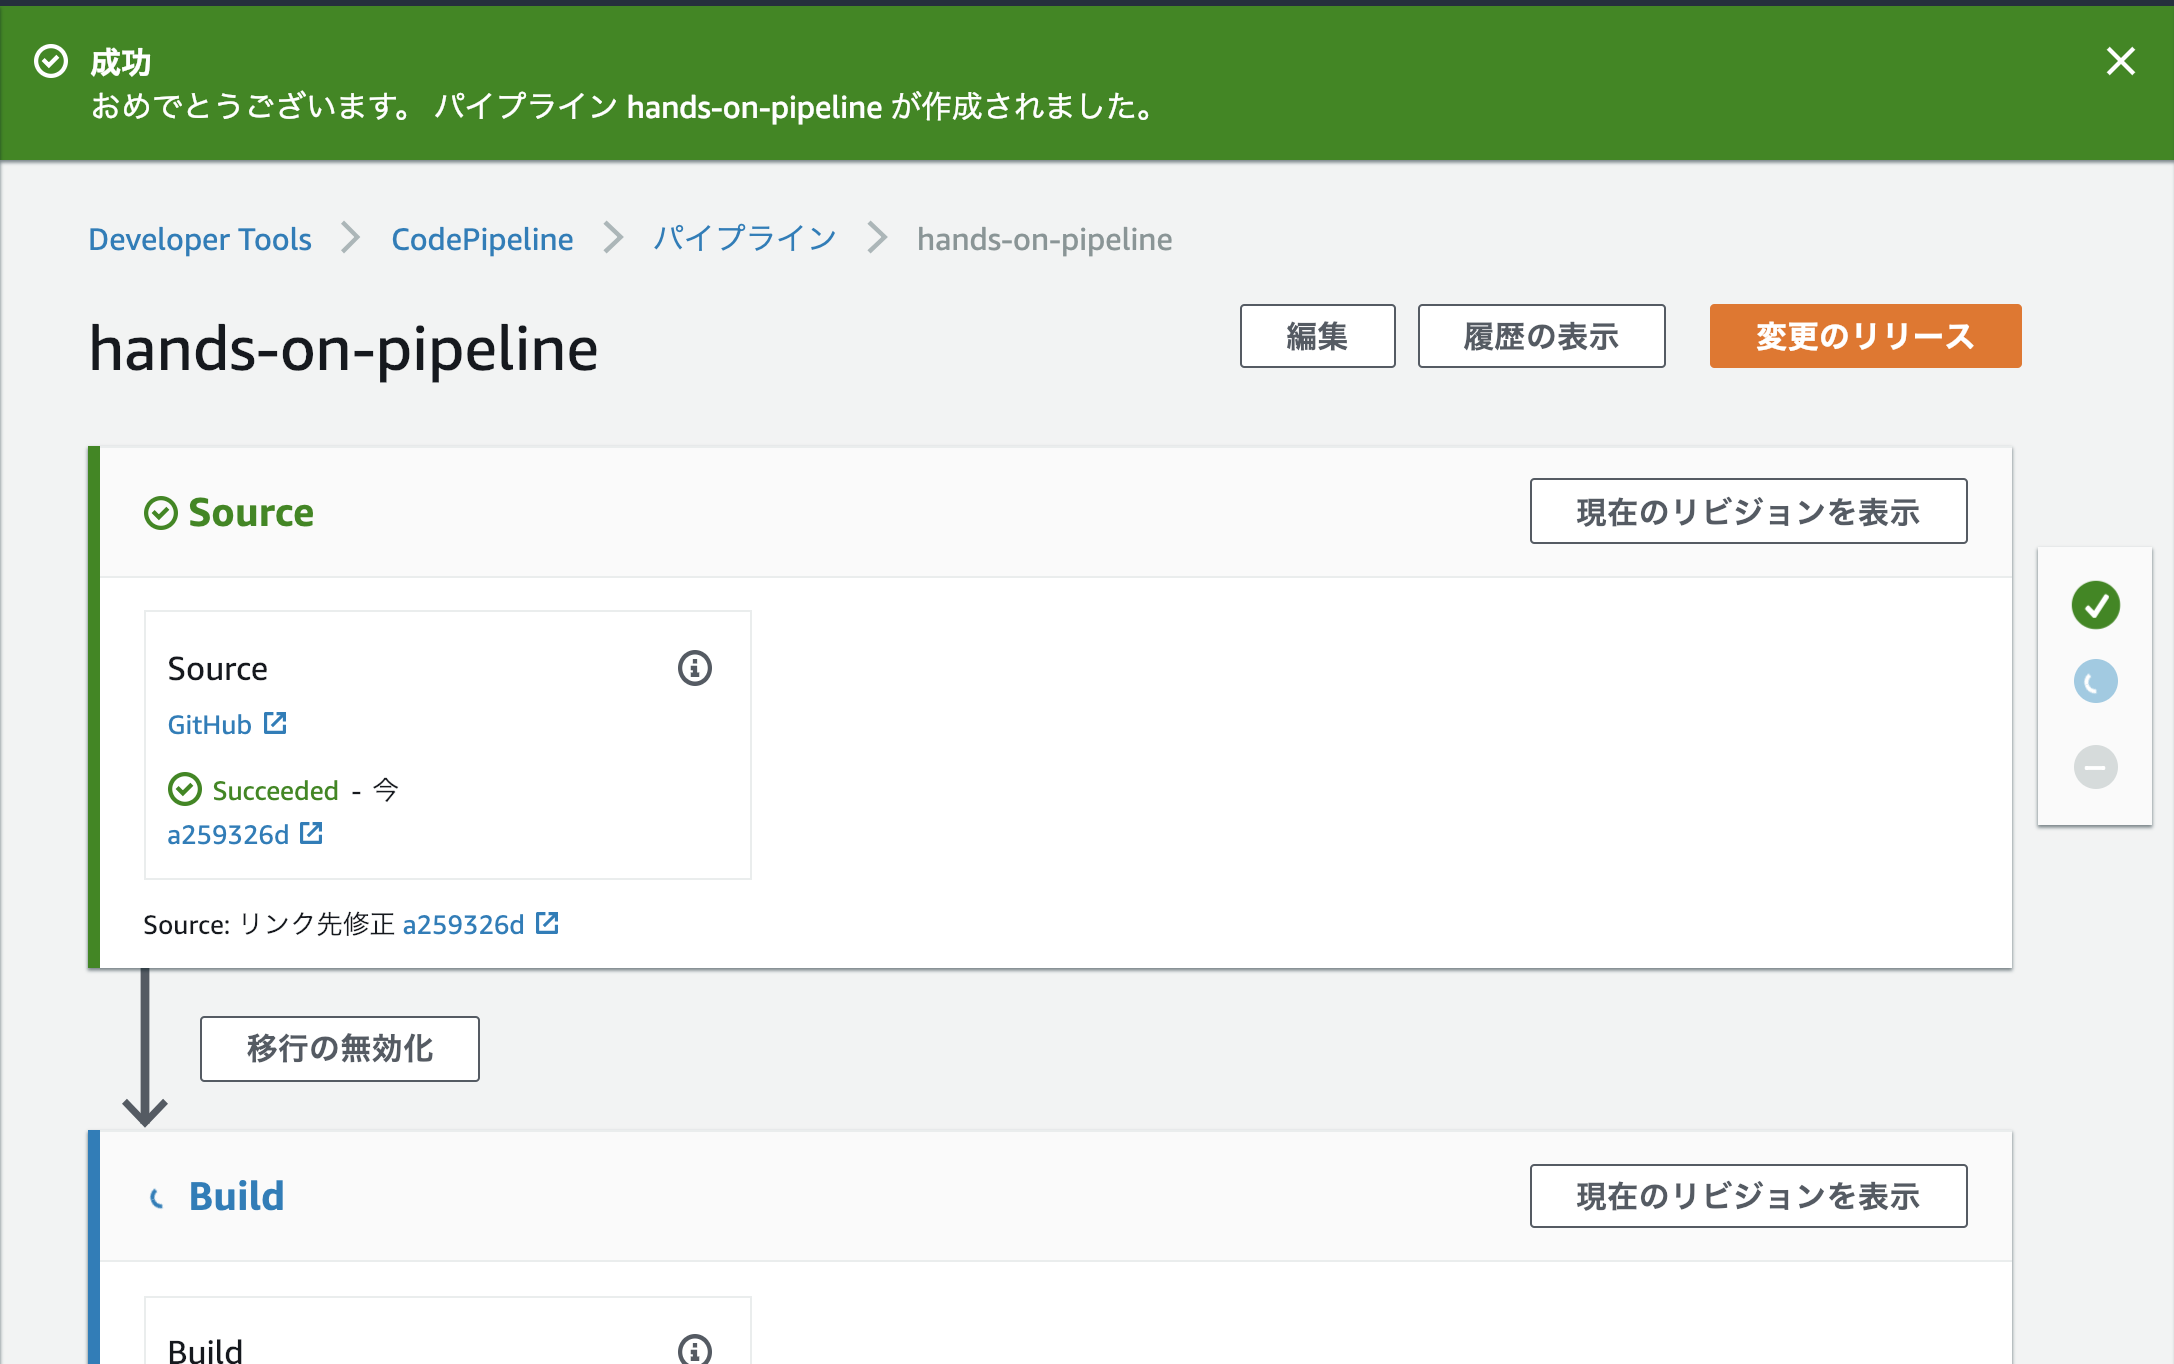 成功
おめでとうございます。 パイプライン hands-on-pipeline が作成されました。
Developer Tools CodePipeline パイプライン hands-on-pipeline
hands-on-pipeline
編集 履歴の表示 変更のリリース
Source
現在のリビジョンを表示
Source
GitHub
Succeeded - 今
a259326d
Source: リンク先修正 a259326d
移行の無効化
Build
現在のリビジョンを表示
Build